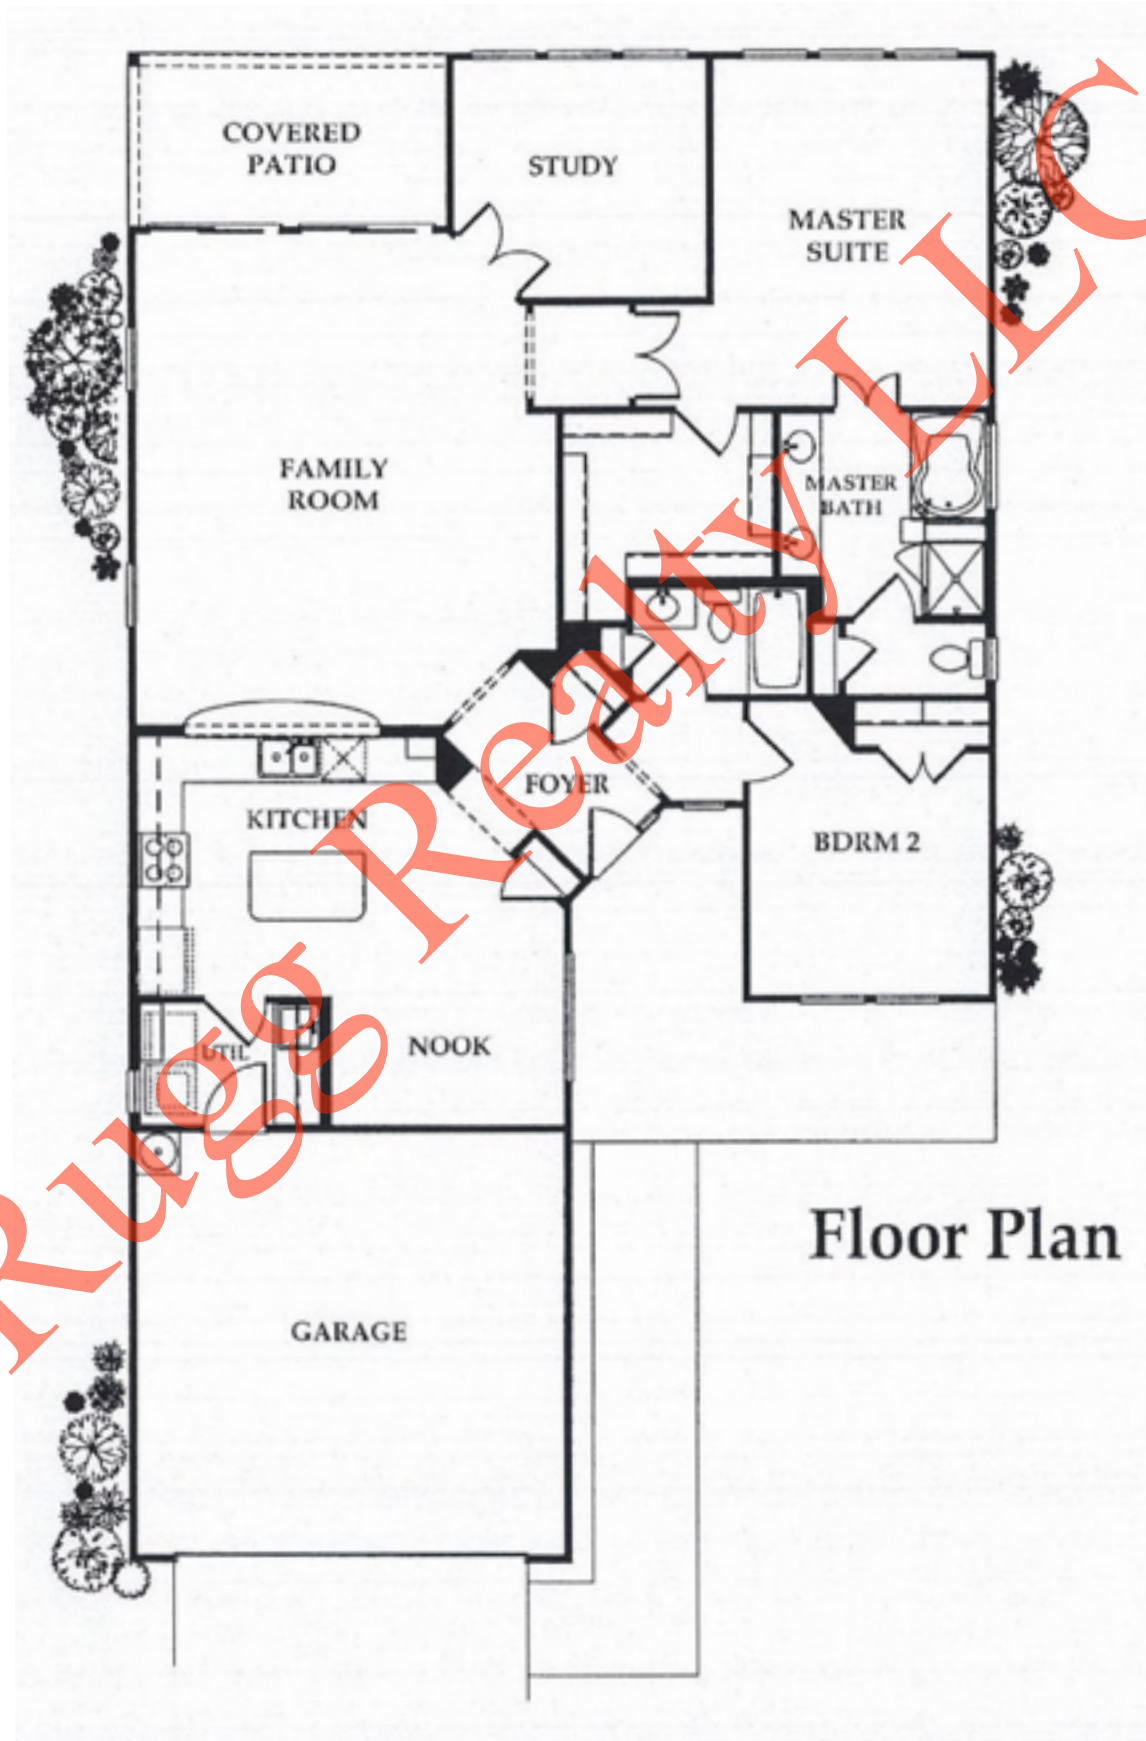 COVERED
PATIO
STUDY
MASTER
SUITE
FAMILY
ROOM
MASTER
BATH
FOYER
KITCHEN
BDRM 2
UTIL
NOOK
Floor Plan
GARAGE
Rugg Realty LLC